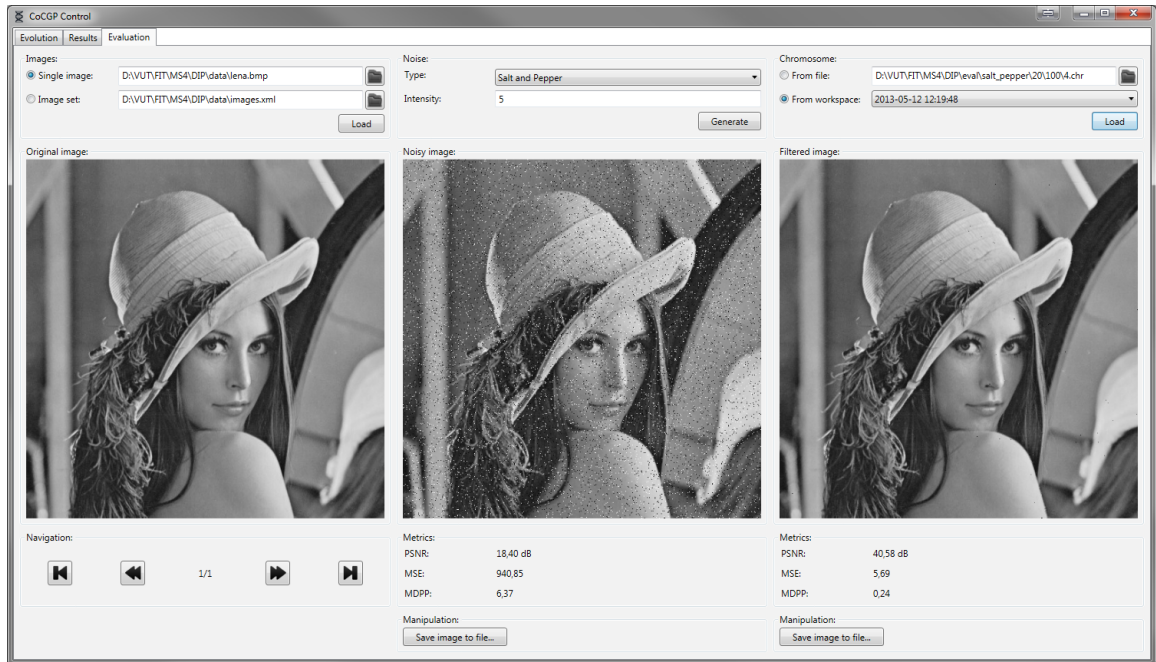 CoCGP Control
Evolution Results Evaluation
Images:
Single image: D:\VUT\FIT\MS4\DIP\data\lena.bmp
Image set: D:\VUT\FIT\MS4\DIP\data\images.xml
Load
Noise:
Type: Salt and Pepper
Intensity: 5
Generate
Chromosome:
From file: D:\VUT\FIT\MS4\DIP\eval\salt_pepper\20\100\4.chr
From workspace: 2013-05-12 12:19:48
Load
Original image:
Noisy image:
Filtered image:
Navigation:
1/1
Metrics:
PSNR: 18,40 dB
MSE: 940,85
MDPP: 6,37
Manipulation:
Save image to file...
Metrics:
PSNR: 40,58 dB
MSE: 5,69
MDPP: 0,24
Manipulation:
Save image to file...